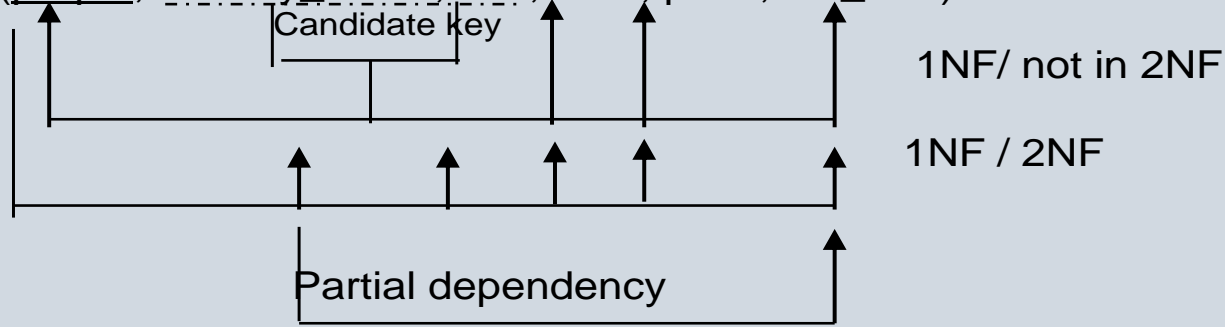 Candidate key
1NF/ not in 2NF
1NF / 2NF
Partial dependency